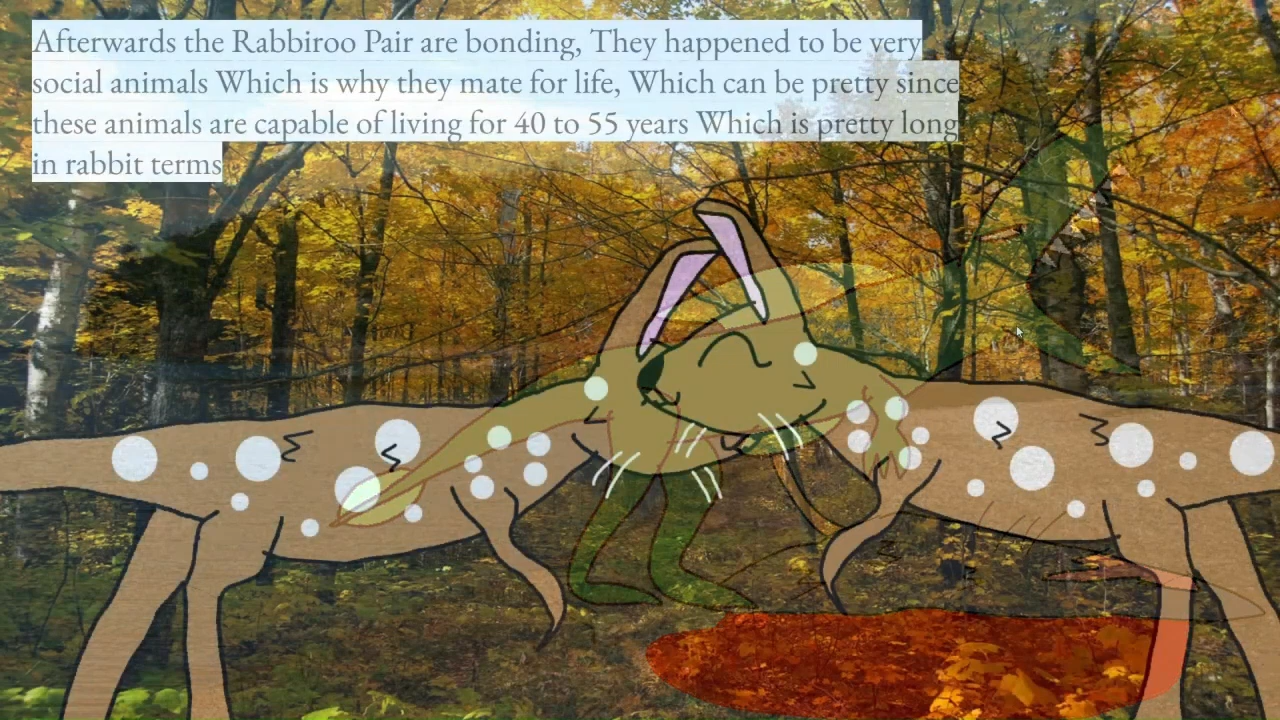 Afterwards the Rabbiroo Pair are bonding, They happened to be very
social animals Which is why they mate for life, Which can be pretty since
these animals are capable of living for 40 to 55 years Which is pretty long
in rabbit terms